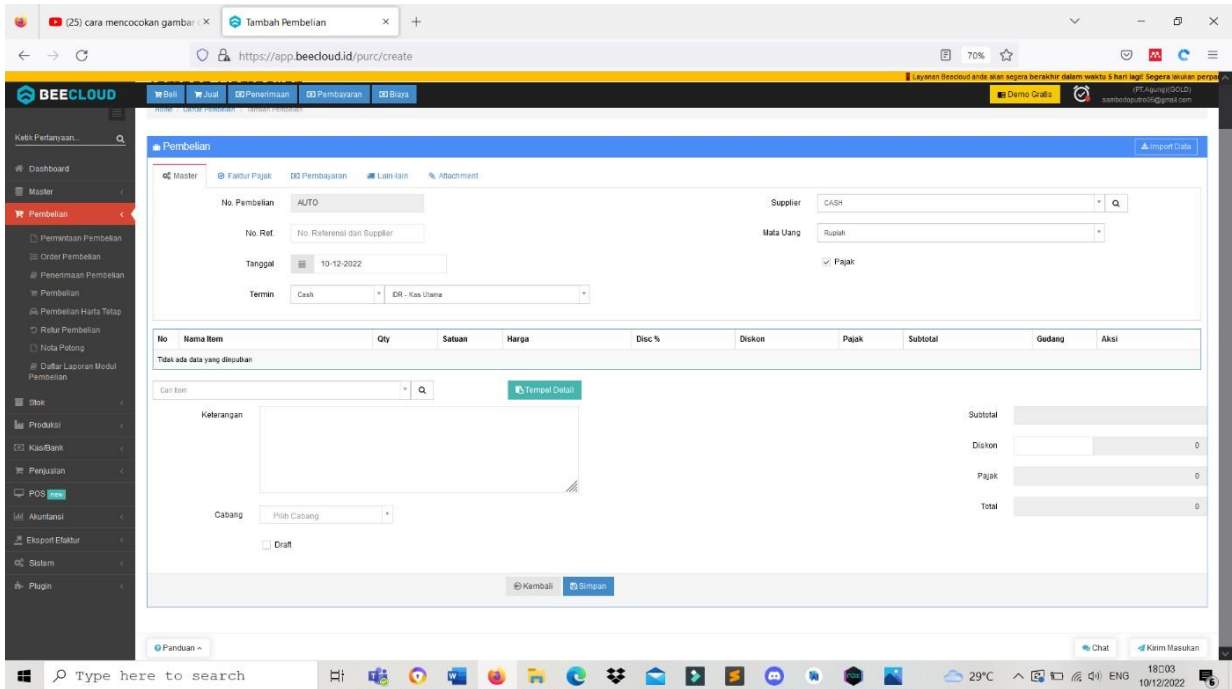 (25) cara mencocokan gambar
Tambah Pembelian
https://app.beecloud.id/purc/create
70%
Layanan Beecloud anda akan segera berakhir dalam waktu 5 hari lagi! Segera lakukan perpa
BEECLOUD
Beli
Jual
Penerimaan
Pembayaran
Biaya
Demo Gratis
(PT.Agung)(GOLD)
sambodoputro06@gmail.com
Home / Daftar Pembelian / Tambah Pembelian
Ketik Pertanyaan...
Dashboard
Master
Pembelian
Permintaan Pembelian
Order Pembelian
Penerimaan Pembelian
Pembelian
Pembelian Harta Tetap
Retur Pembelian
Nota Potong
Daftar Laporan Modul
Pembelian
Stok
Produksi
Kas/Bank
Penjualan
POS New
Akuntansi
Eksport Efaktur
Sistem
Plugin
Pembelian
Import Data
Master
Faktur Pajak
Pembayaran
Lain-lain
Attachment
No. Pembelian AUTO
Supplier CASH
No. Ref. No. Referensi dari Supplier
Mata Uang Rupiah
Tanggal 10-12-2022
Pajak
Termin Cash IDR - Kas Utama
No Nama Item Qty Satuan Harga Disc % Diskon Pajak Subtotal Gudang Aksi
Tidak ada data yang diinputkan
Cari Item
Tempel Detail
Keterangan
Subtotal
Diskon 0
Pajak 0
Total 0
Cabang Pilih Cabang
Draft
Kembali
Simpan
Panduan
Chat
Kirim Masukan
Type here to search
29°C
ENG
18:03
10/12/2022